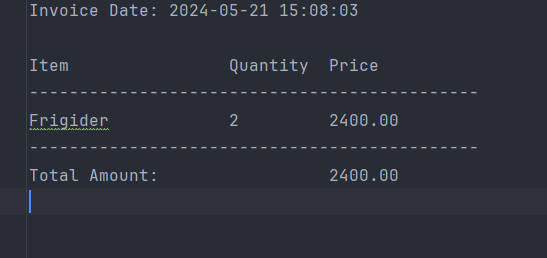 Invoice Date: 2024-05-21 15:08:03
Item Quantity Price
---------------------------------------------
Frigider 2 2400.00
---------------------------------------------
Total Amount: 2400.00